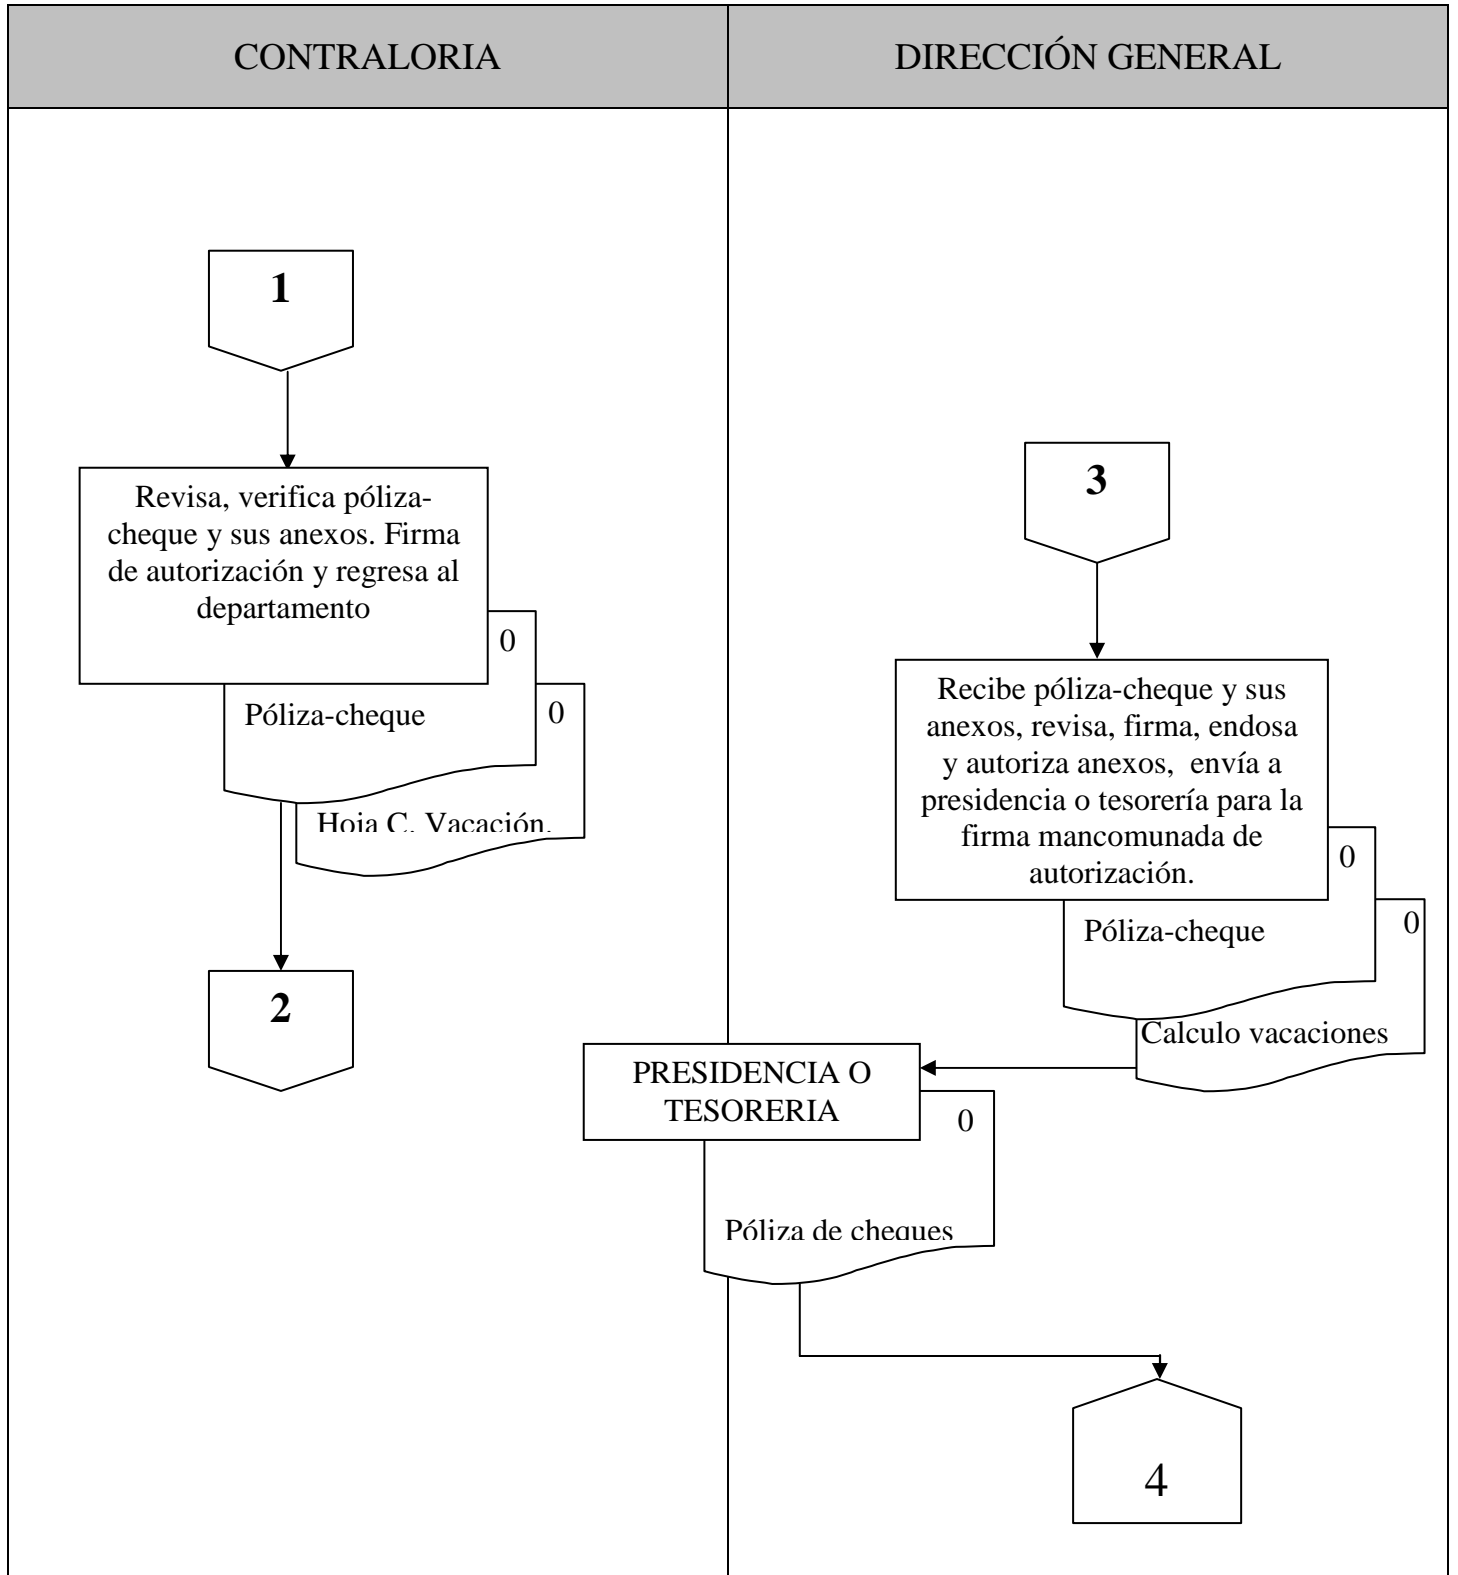 CONTRALORIA
DIRECCIÓN GENERAL
1
Revisa, verifica póliza-
cheque y sus anexos. Firma
de autorización y regresa al
departamento
0
Póliza-cheque
0
Hoja C. Vacación.
2
3
Recibe póliza-cheque y sus
anexos, revisa, firma, endosa
y autoriza anexos, envía a
presidencia o tesorería para la
firma mancomunada de
autorización.
0
Póliza-cheque
0
Calculo vacaciones
PRESIDENCIA O
TESORERIA
0
Póliza de cheques
4